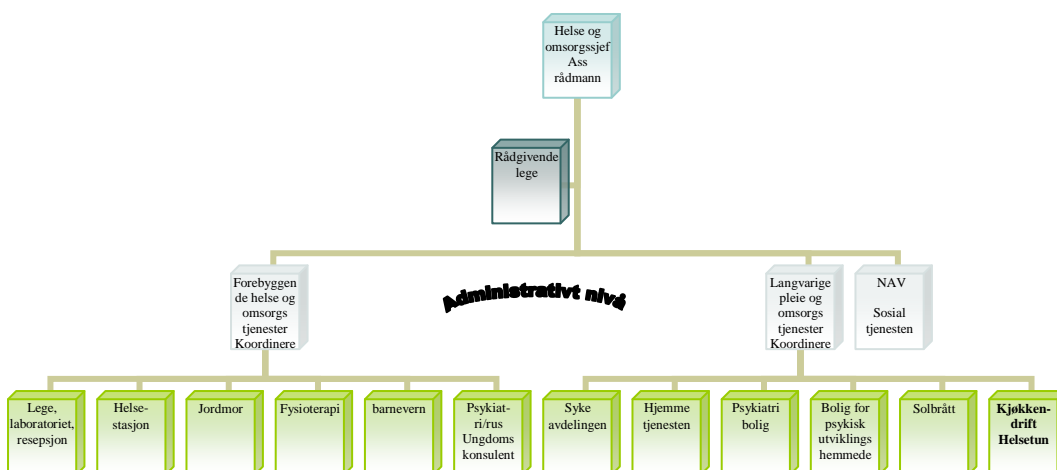 Helse og
omsorgssjef
Ass
rådmann
Rådgivende
lege
Forebyggen
de helse og
omsorgs
tjenester
Koordinere
Administrativt nivå
Langvarige
pleie og
omsorgs
tjenester
Koordinere
NAV
Sosial
tjenesten
Lege,
laboratoriet,
resepsjon
Helse-
stasjon
Jordmor
Fysioterapi
barnevern
Psykiat-
ri/rus
Ungdoms
konsulent
Syke
avdelingen
Hjemme
tjenesten
Psykiatri
bolig
Bolig for
psykisk
utviklings
hemmede
Solbrått
Kjøkken-
drift
Helsetun